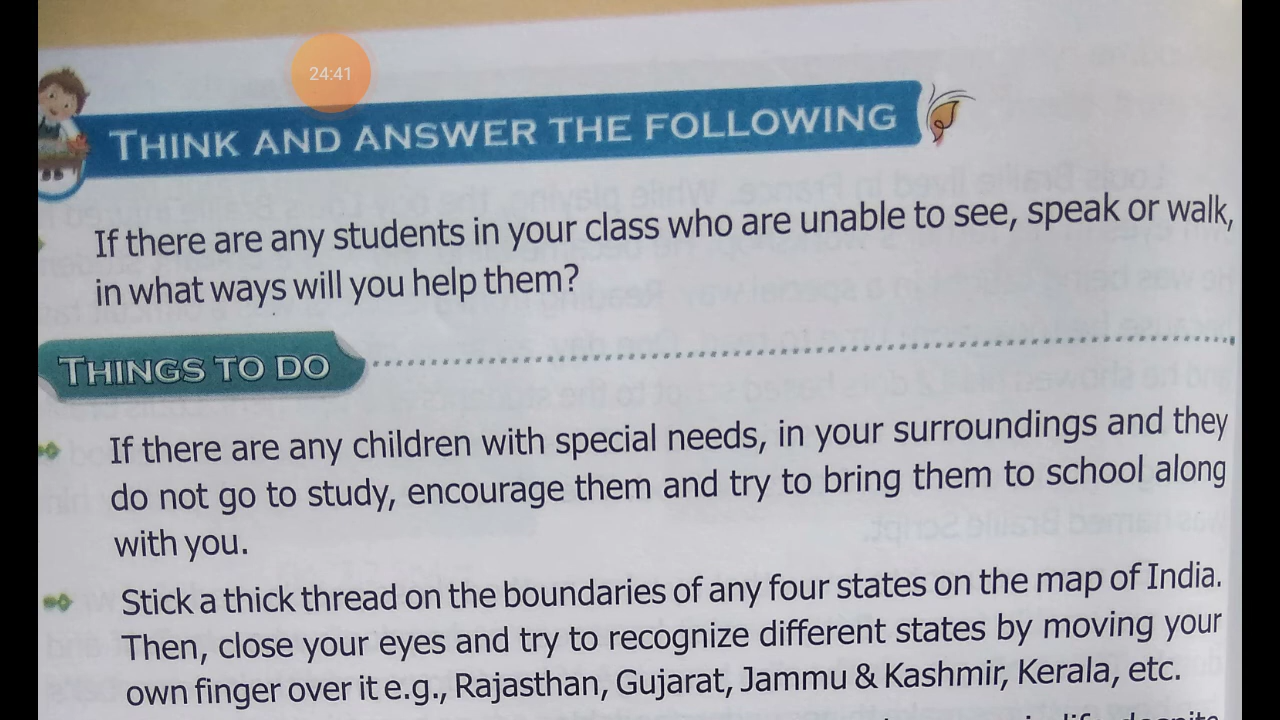 24:41
THINK AND ANSWER THE FOLLOWING
If there are any students in your class who are unable to see, speak or walk,
in what ways will you help them?
THINGS TO DO
If there are any children with special needs, in your surroundings and they
do not go to study, encourage them and try to bring them to school along
with you.
Stick a thick thread on the boundaries of any four states on the map of India.
Then, close your eyes and try to recognize different states by moving your
own finger over it e.g., Rajasthan, Gujarat, Jammu & Kashmir, Kerala, etc.